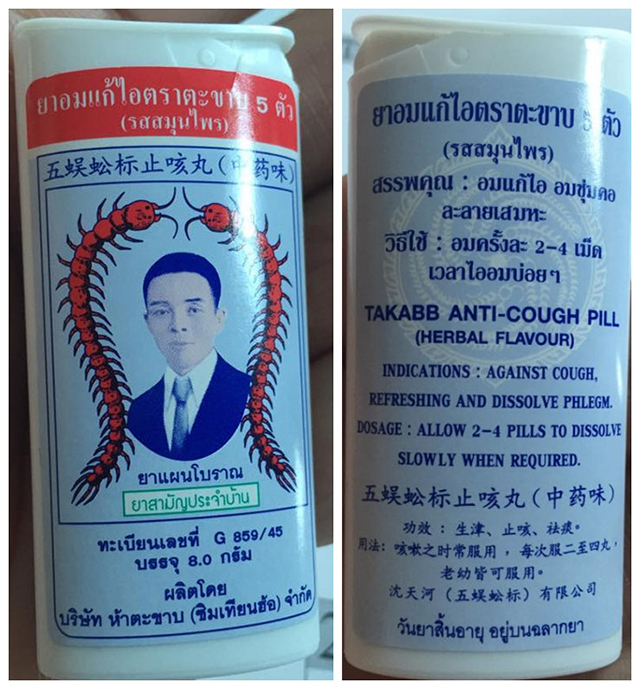 ยาอมแก้ไอตราตะขาบ 5 ตัว
(รสสมุนไพร)
五蜈蚣标止咳丸(中药味)
ยาแผนโบราณ
ยาสามัญประจำบ้าน
ทะเบียนเลขที่ G 859/45
บรรจุ 8.0 กรัม
ผลิตโดย
บริษัท ห้าตะขาบ (ซิมเทียนฮ้อ) จำกัด
ยาอมแก้ไอตราตะขาบ 5 ตัว
(รสสมุนไพร)
สรรพคุณ : อมแก้ไอ อมชุ่มคอ
ละลายเสมหะ
วิธีใช้ : อมครั้งละ 2-4 เม็ด
เวลาไออมบ่อยๆ
TAKABB ANTI-COUGH PILL
(HERBAL FLAVOUR)
INDICATIONS : AGAINST COUGH,
REFRESHING AND DISSOLVE PHLEGM.
DOSAGE : ALLOW 2-4 PILLS TO DISSOLVE
SLOWLY WHEN REQUIRED.
五蜈蚣标止咳丸(中药味)
功效 : 生津、止咳、祛痰。
用法: 咳嗽之时常服用，每次服二至四丸，
老幼皆可服用。
沈天河（五蜈蚣标）有限公司
วันยาสิ้นอายุ อยู่บนฉลากยา